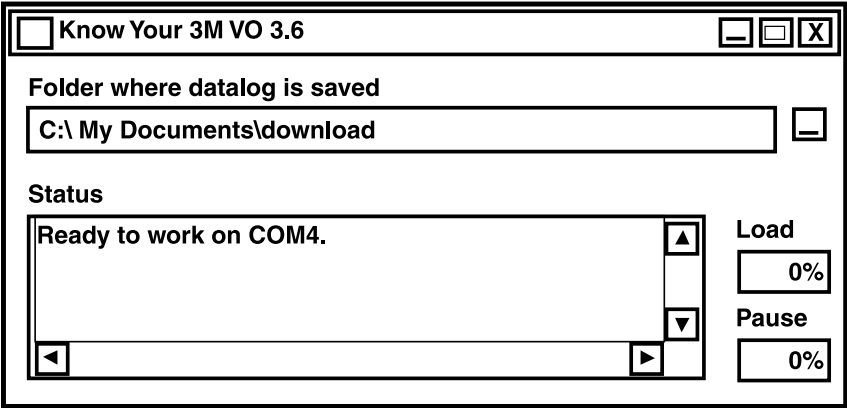 Know Your 3M VO 3.6
X
Folder where datalog is saved
C:\ My Documents\download
Status
Ready to work on COM4.
Load
0%
Pause
0%